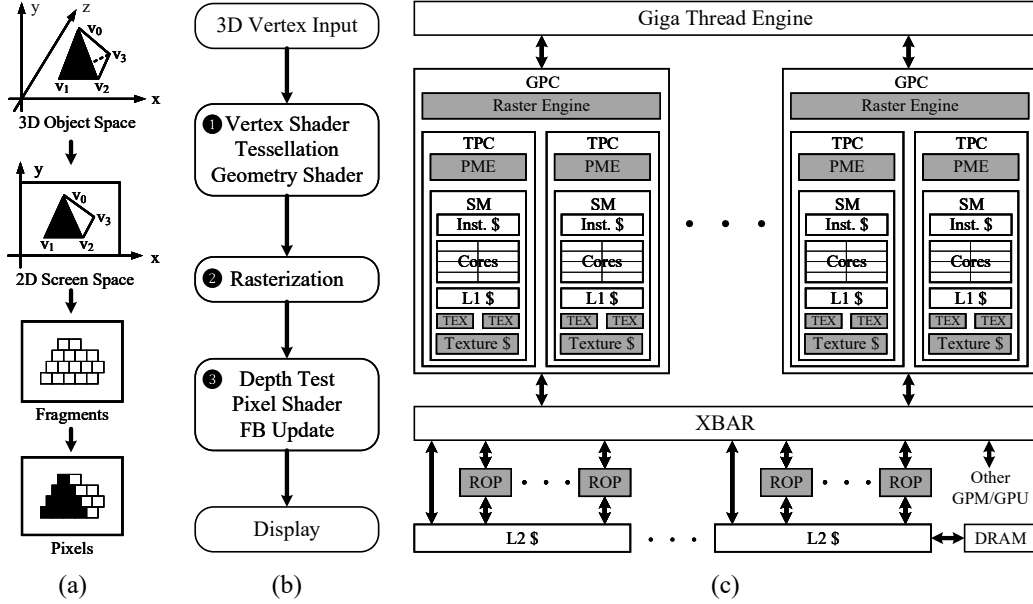 y
z
v0
v3
v1
v2
x
3D Object Space
y
v0
v3
v1
v2
x
2D Screen Space
Fragments
Pixels
(a)
3D Vertex Input
❶ Vertex Shader
Tessellation
Geometry Shader
❷ Rasterization
❸ Depth Test
Pixel Shader
FB Update
Display
(b)
Giga Thread Engine
GPC
Raster Engine
TPC
PME
SM
Inst. $
Cores
L1 $
TEX TEX
Texture $
TPC
PME
SM
Inst. $
Cores
L1 $
TEX TEX
Texture $
. . .
GPC
Raster Engine
TPC
PME
SM
Inst. $
Cores
L1 $
TEX TEX
Texture $
TPC
PME
SM
Inst. $
Cores
L1 $
TEX TEX
Texture $
XBAR
ROP . . . ROP
ROP . . . ROP
Other
GPM/GPU
L2 $ . . . . L2 $
DRAM
(c)